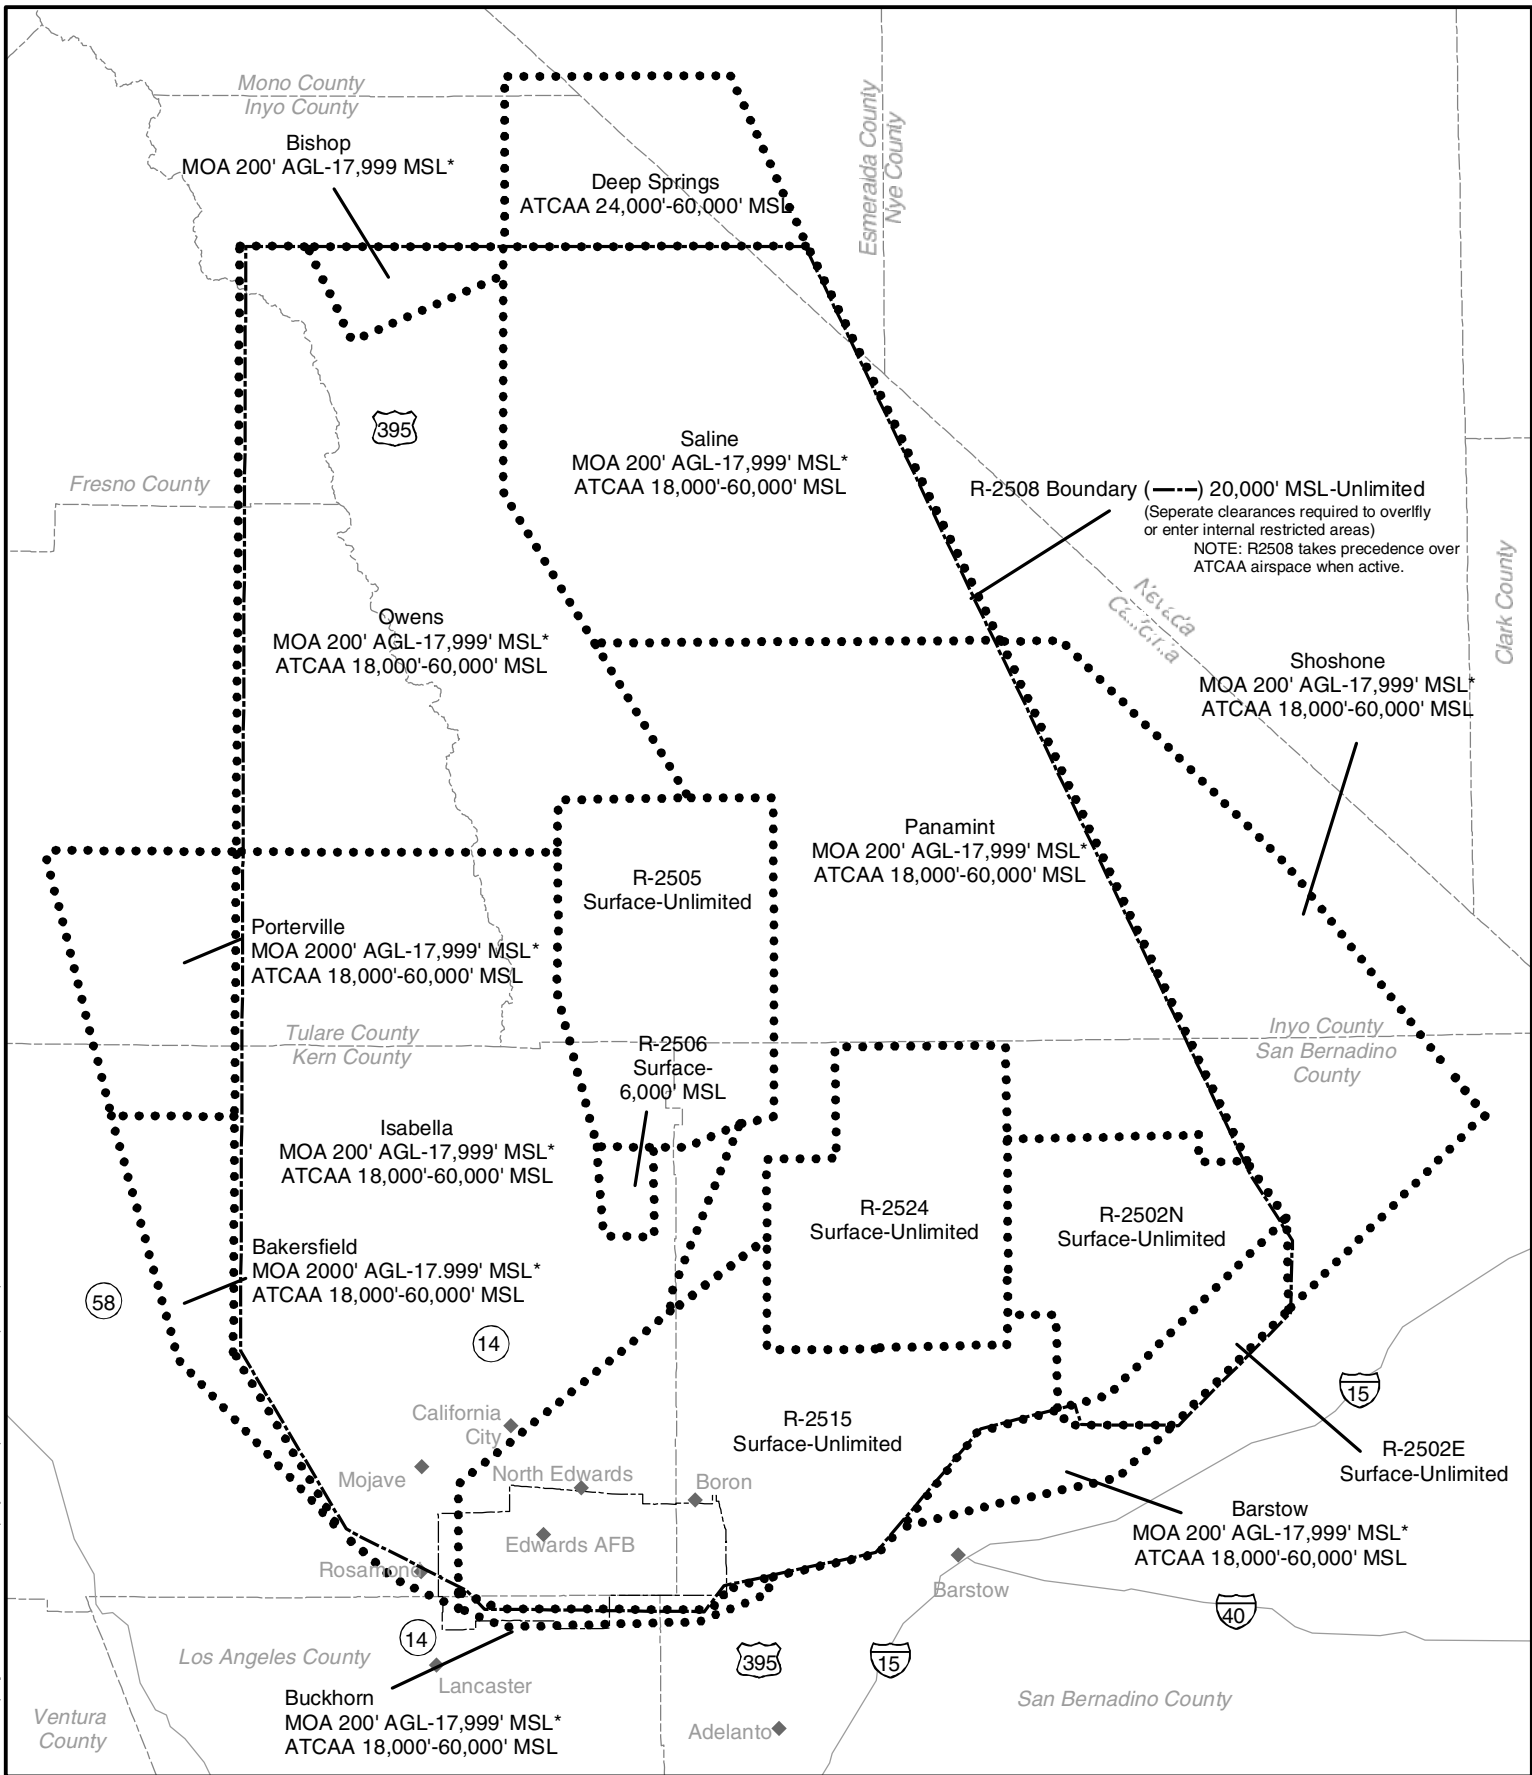 Mono County
Inyo County
Bishop
MOA 200' AGL-17,999 MSL*
Deep Springs
ATCAA 24,000'-60,000' MSL
Esmeralda County
Nye County
395
Saline
MOA 200' AGL-17,999' MSL*
ATCAA 18,000'-60,000' MSL
Fresno County
R-2508 Boundary ( ) 20,000' MSL-Unlimited
(Seperate clearances required to overlfly
or enter internal restricted areas)
NOTE: R2508 takes precedence over
ATCAA airspace when active.
Nevada
California
Clark County
Owens
MOA 200' AGL-17,999' MSL*
ATCAA 18,000'-60,000' MSL
Shoshone
MOA 200' AGL-17,999' MSL*
ATCAA 18,000'-60,000' MSL
Panamint
MOA 200' AGL-17,999' MSL*
ATCAA 18,000'-60,000' MSL
R-2505
Surface-Unlimited
Porterville
MOA 2000' AGL-17,999' MSL*
ATCAA 18,000'-60,000' MSL
Tulare County
Kern County
R-2506
Surface-
6,000' MSL
Inyo County
San Bernadino
County
Isabella
MOA 200' AGL-17,999' MSL*
ATCAA 18,000'-60,000' MSL
R-2524
Surface-Unlimited
R-2502N
Surface-Unlimited
Bakersfield
MOA 2000' AGL-17.999' MSL*
ATCAA 18,000'-60,000' MSL
58
14
15
California
City
R-2515
Surface-Unlimited
R-2502E
Surface-Unlimited
Mojave
North Edwards
Boron
Barstow
MOA 200' AGL-17,999' MSL*
ATCAA 18,000'-60,000' MSL
Edwards AFB
Rosamond
Barstow
40
14
Los Angeles County
395
15
Lancaster
San Bernadino County
Buckhorn
MOA 200' AGL-17,999' MSL*
ATCAA 18,000'-60,000' MSL
Ventura
County
Adelanto